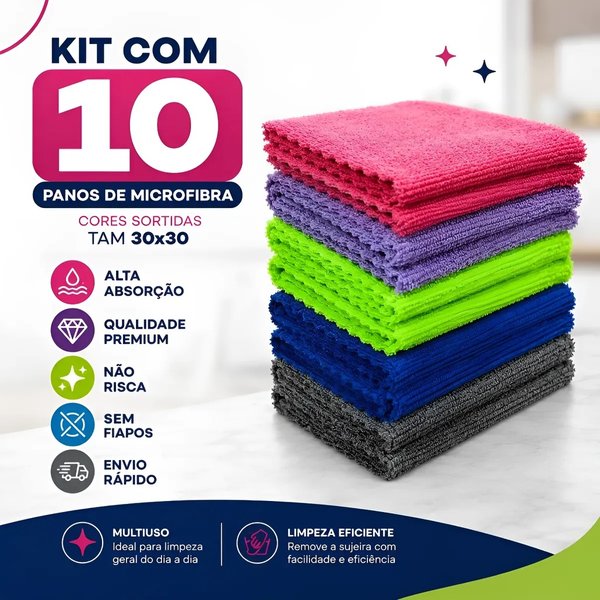 KIT COM
10
PANOS DE MICROFIBRA
CORES SORTIDAS
TAM 30x30
ALTA
ABSORÇÃO
QUALIDADE
PREMIUM
NÃO
RISCA
SEM
FIAPOS
ENVIO
RÁPIDO
MULTIUSO
Ideal para limpeza
geral do dia a dia
LIMPEZA EFICIENTE
Remove a sujeira com
facilidade e eficiência